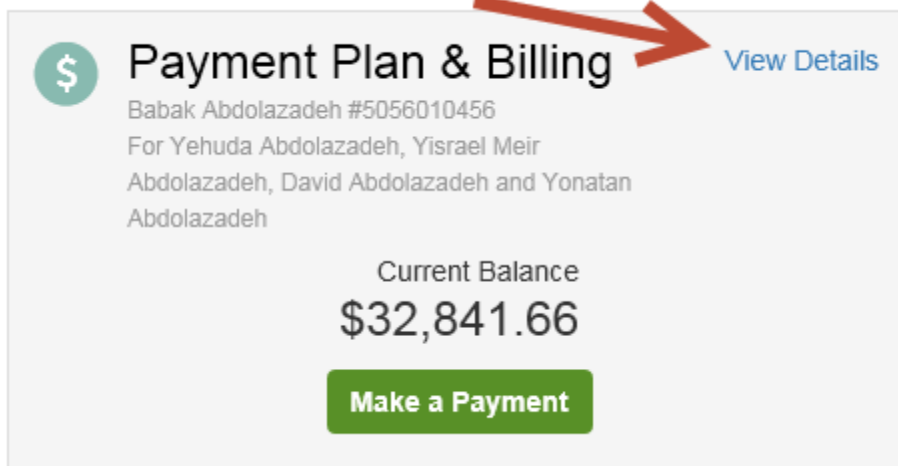 $
Payment Plan & Billing
View Details
Babak Abdolazadeh #5056010456
For Yehuda Abdolazadeh, Yisrael Meir
Abdolazadeh, David Abdolazadeh and Yonatan
Abdolazadeh
Current Balance
$32,841.66
Make a Payment